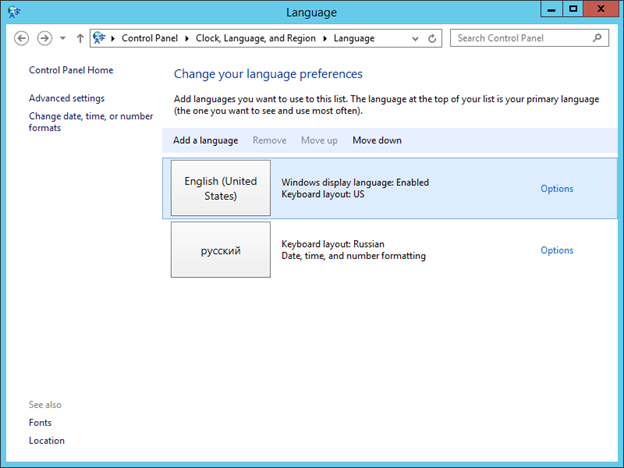 Language
Control Panel
Clock, Language, and Region
Language
Search Control Panel
Control Panel Home
Advanced settings
Change date, time, or number
formats
Change your language preferences
Add languages you want to use to this list. The language at the top of your list is your primary language
(the one you want to see and use most often).
Add a language
Remove
Move up
Move down
English (United
States)
Windows display language: Enabled
Keyboard layout: US
Options
русский
Keyboard layout: Russian
Date, time, and number formatting
Options
See also
Fonts
Location